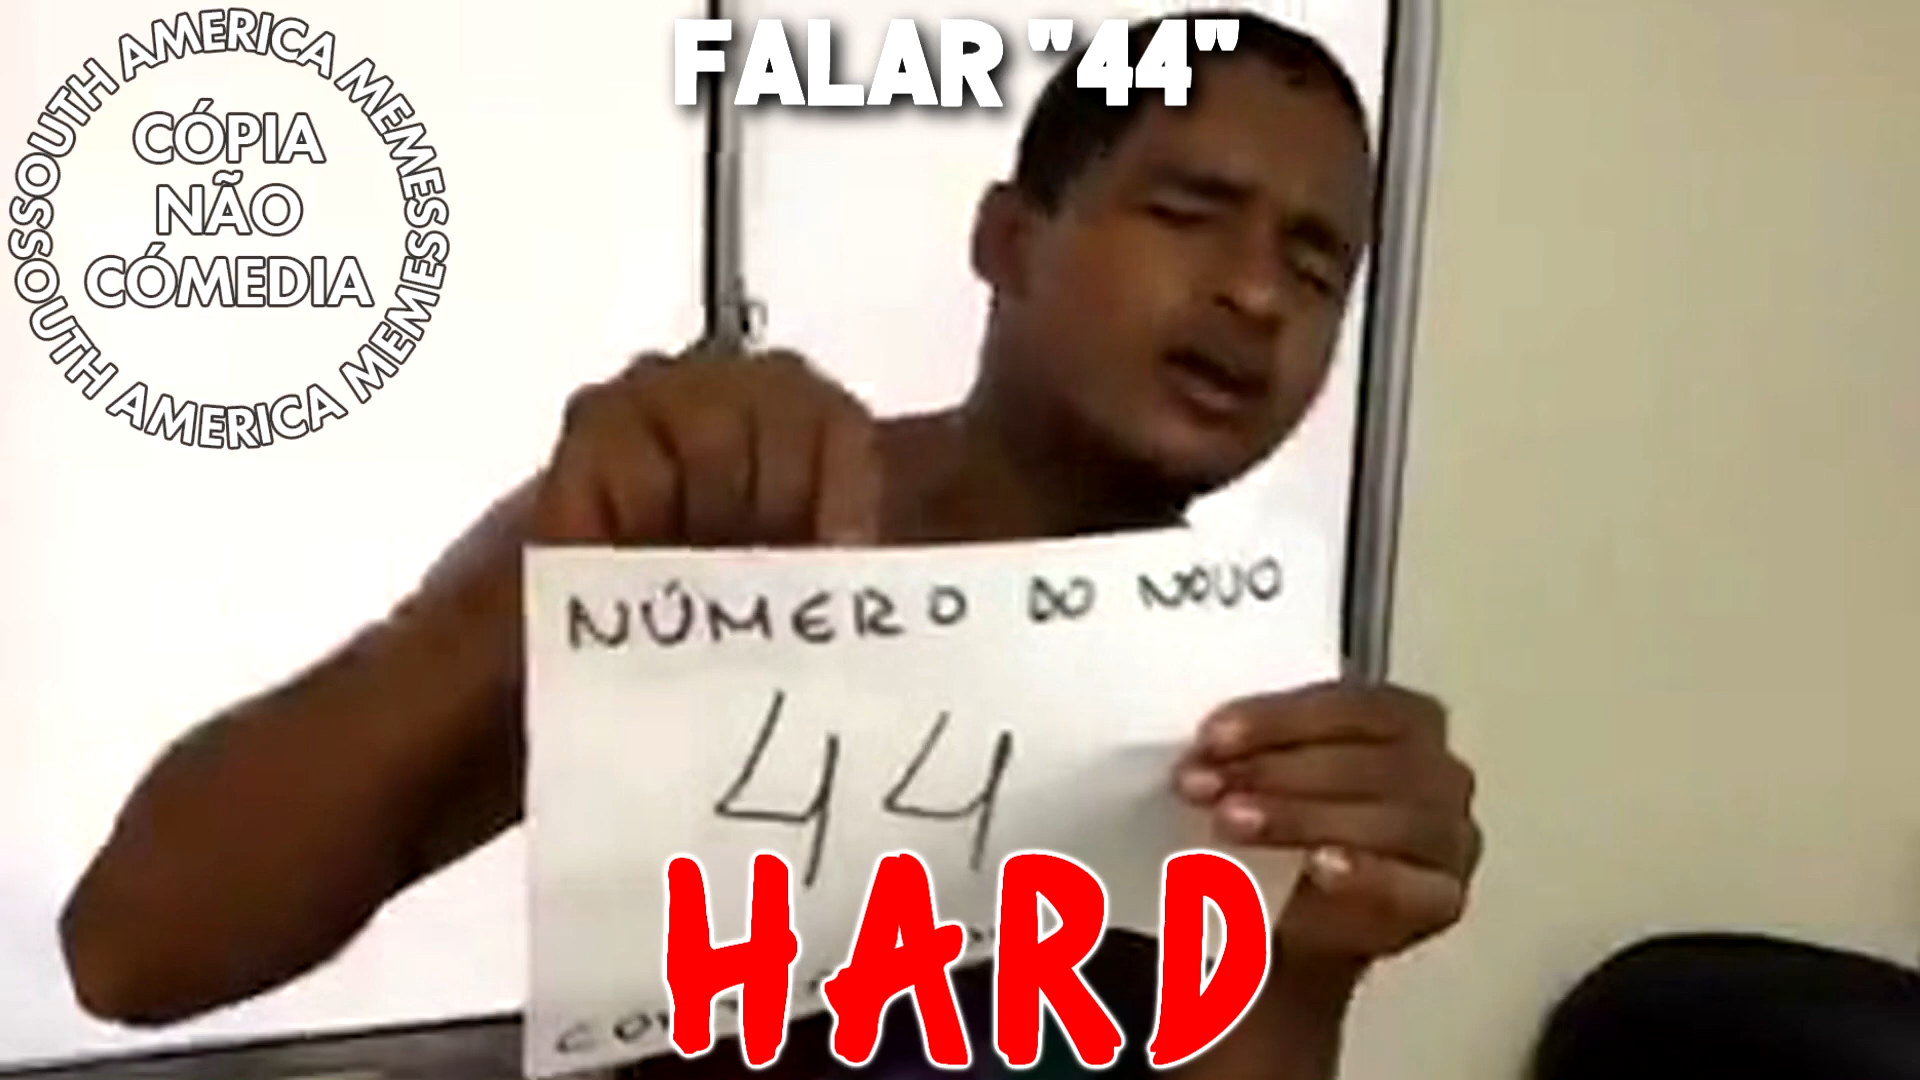 FALAR "44"
SOUTH AMERICA MEMES
SOUTH AMERICA MEMES
CÓPIA
NÃO
CÓMEDIA
NÚMERO DO NOVO
44
HARD